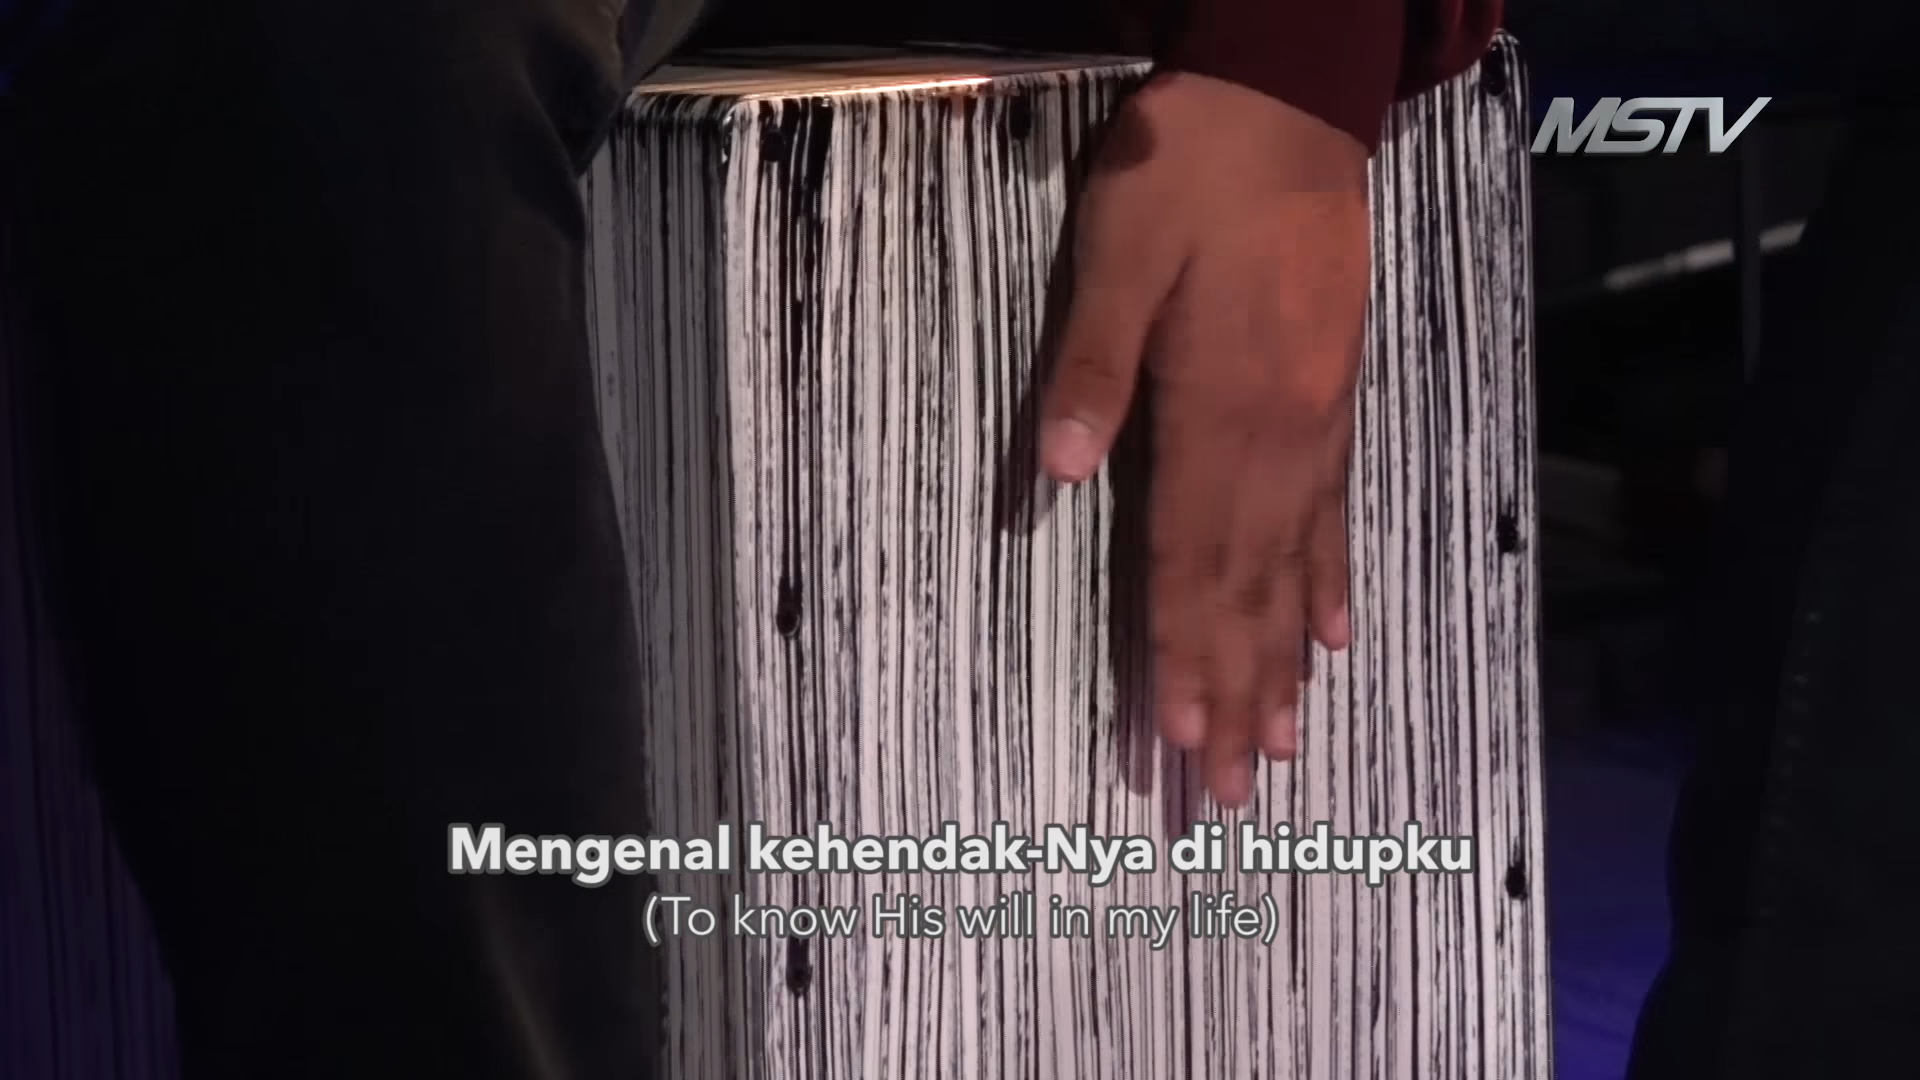 MSTV
Mengenal kehendak-Nya di hidupku
(To know His will in my life)